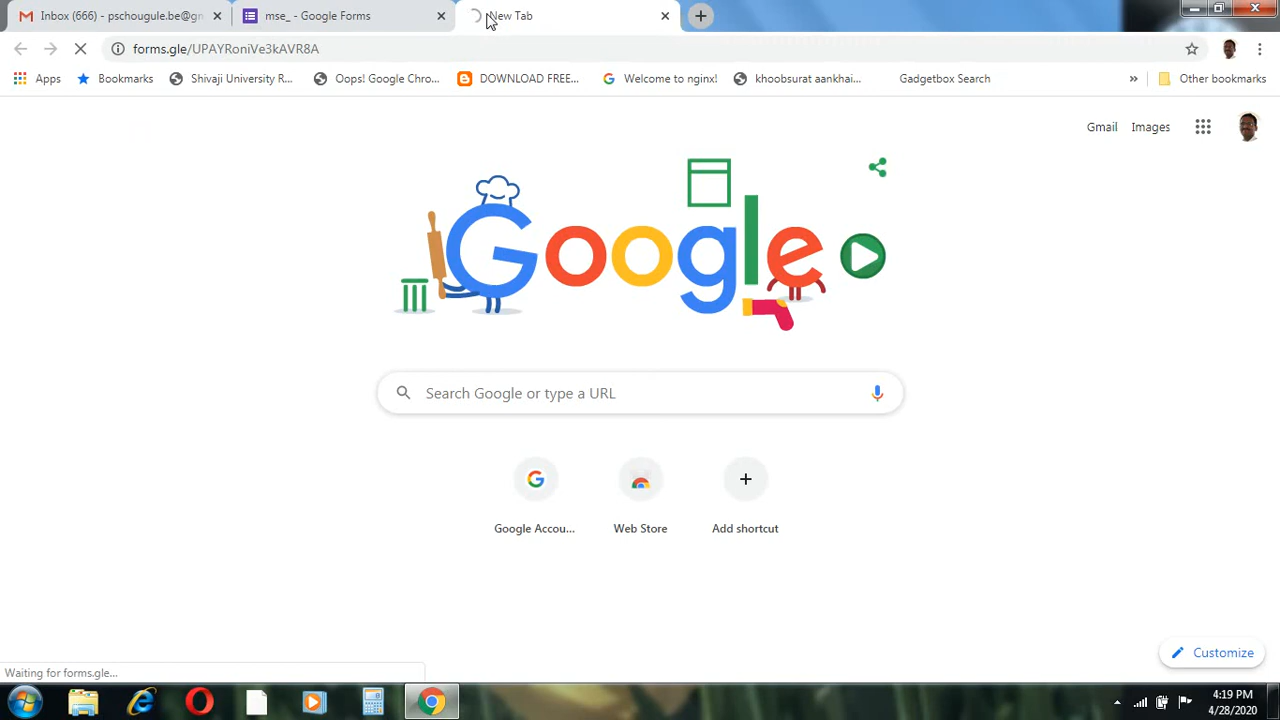 Inbox (666) - pschougule.be@gn
mse_ - Google Forms
New Tab
forms.gle/UPAYRoniVe3kAVR8A
Apps
Bookmarks
Shivaji University R...
Oops! Google Chro...
DOWNLOAD FREE...
Welcome to nginx!
khoobsurat aankhai...
Gadgetbox Search
»
Other bookmarks
Gmail
Images
Google
Search Google or type a URL
Google Accou...
Web Store
Add shortcut
Customize
Waiting for forms.gle...
4:19 PM
4/28/2020